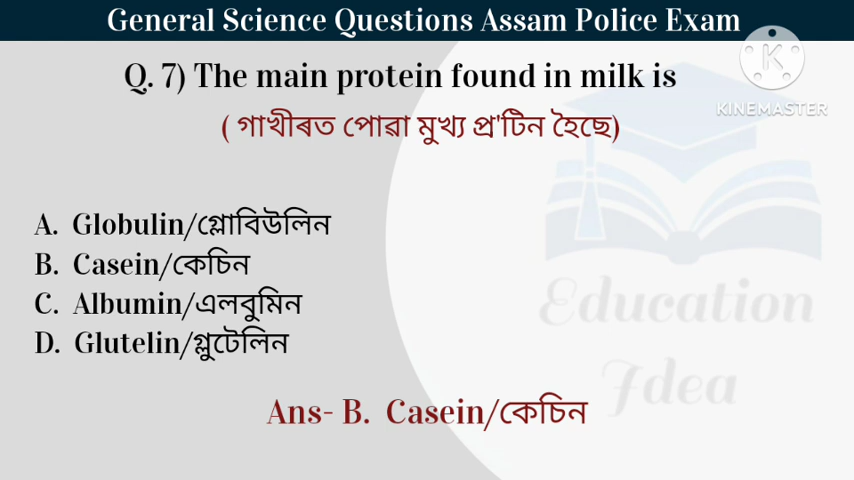 General Science Questions Assam Police Exam
K
KINEMASTER
Q. 7) The main protein found in milk is
( গাখীৰত পোৱা মুখ্য প্ৰ'টিন হৈছে)
A. Globulin/গ্লোবিউলিন
B. Casein/কেচিন
C. Albumin/এলবুমিন
D. Glutelin/গ্লুটেলিন
Education
Idea
Ans- B. Casein/কেচিন